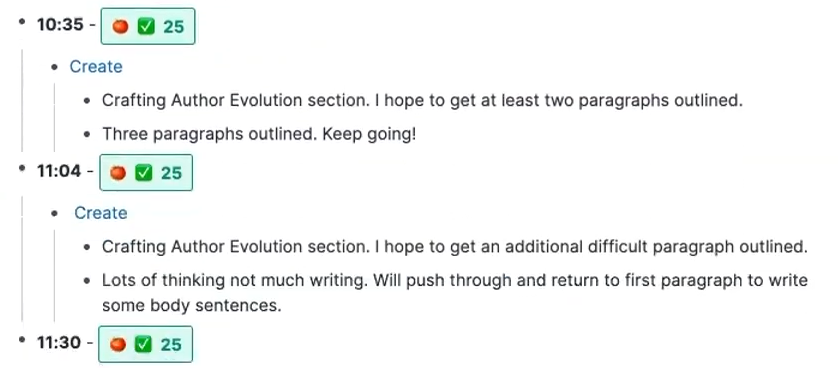 10:35 - 🍅 ✅ 25
Create
Crafting Author Evolution section. I hope to get at least two paragraphs outlined.
Three paragraphs outlined. Keep going!
11:04 - 🍅 ✅ 25
Create
Crafting Author Evolution section. I hope to get an additional difficult paragraph outlined.
Lots of thinking not much writing. Will push through and return to first paragraph to write
some body sentences.
11:30 - 🍅 ✅ 25